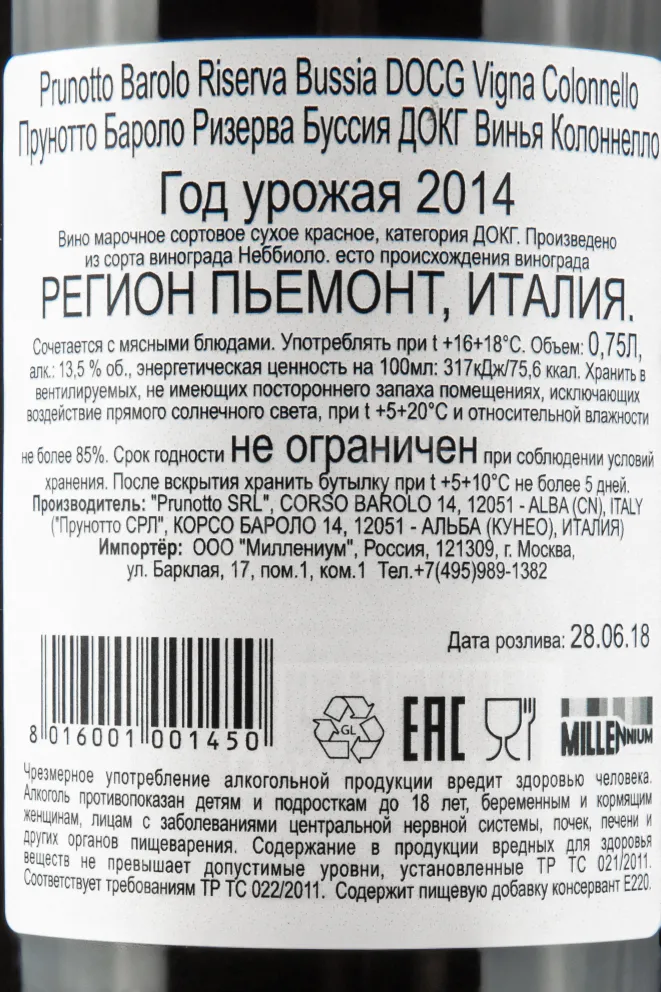 Prunotto Barolo Riserva Bussia DOCG Vigna Colonnello
Прунотто Бароло Ризерва Буссия ДОКГ Винья Колоннелло
Год урожая 2014
Вино марочное сортовое сухое красное, категория ДОКГ. Произведено
из сорта винограда Неббиоло. есто происхождения винограда
РЕГИОН ПЬЕМОНТ, ИТАЛИЯ.
Сочетается с мясными блюдами. Употреблять при t +16+18°С. Объем: 0,75Л,
алк.: 13,5 % об., энергетическая ценность на 100мл: 317кДж/75,6 ккал. Хранить в
вентилируемых, не имеющих постороннего запаха помещениях, исключающих
воздействие прямого солнечного света, при t +5+20°С и относительной влажности
не более 85%. Срок годности не ограничен при соблюдении условий
хранения. После вскрытия хранить бутылку при t +5+10°С не более 5 дней.
Производитель: "Prunotto SRL", CORSO BAROLO 14, 12051 - ALBA (CN), ITALY
("Прунотто СРЛ", КОРСО БАРОЛО 14, 12051 - АЛЬБА (КУНЕО), ИТАЛИЯ)
Импортёр: ООО "Миллениум", Россия, 121309, г. Москва,
ул. Барклая, 17, пом.1, ком.1 Тел.+7(495)989-1382
Дата розлива: 28.06.18
8 016001 001450
GL
EAC
MILLENNIUM
Чрезмерное употребление алкогольной продукции вредит здоровью человека.
Алкоголь противопоказан детям и подросткам до 18 лет, беременным и кормящим
женщинам, лицам с заболеваниями центральной нервной системы, почек, печени и
других органов пищеварения. Содержание в продукции вредных для здоровья
веществ не превышает допустимые уровни, установленные ТР ТС 021/2011.
Соответствует требованиям ТР ТС 022/2011. Содержит пищевую добавку консервант Е220.